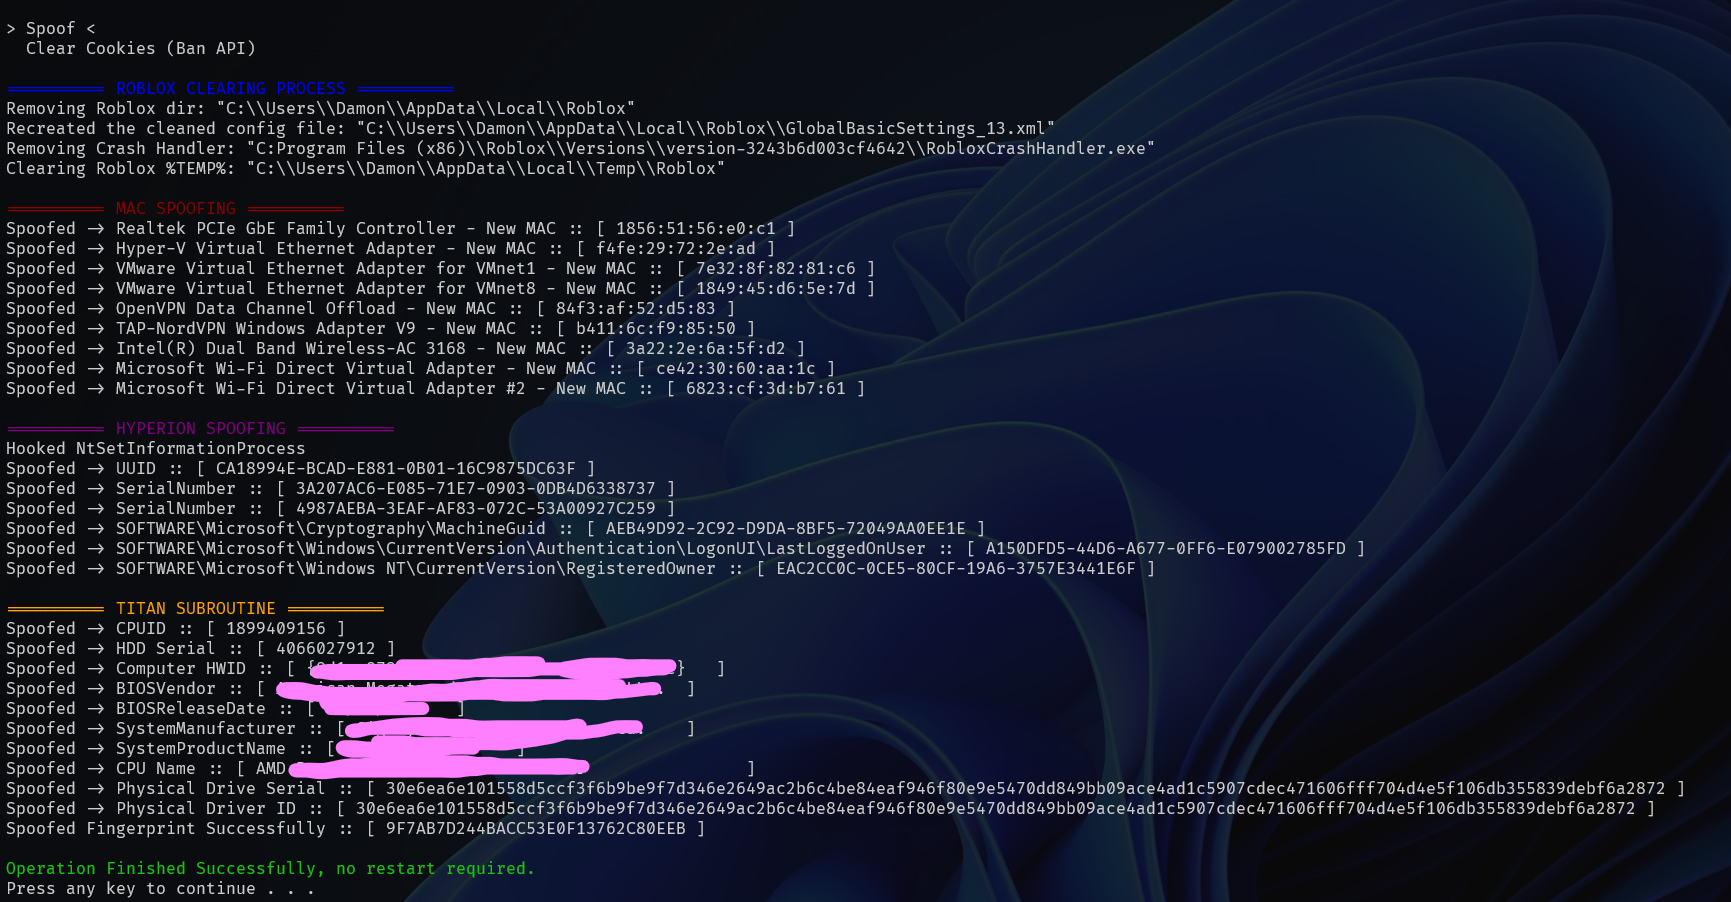 > Spoof <
Clear Cookies (Ban API)
========== ROBLOX CLEARING PROCESS ==========
Removing Roblox dir: "C:\\Users\\Damon\\AppData\\Local\\Roblox"
Recreated the cleaned config file: "C:\\Users\\Damon\\AppData\\Local\\Roblox\\GlobalBasicSettings_13.xml"
Removing Crash Handler: "C:Program Files (x86)\\Roblox\\Versions\\version-3243b6d003cf4642\\RobloxCrashHandler.exe"
Clearing Roblox %TEMP%: "C:\\Users\\Damon\\AppData\\Local\\Temp\\Roblox"
========== MAC SPOOFING ==========
Spoofed -> Realtek PCIe GbE Family Controller - New MAC :: [ 1856:51:56:e0:c1 ]
Spoofed -> Hyper-V Virtual Ethernet Adapter - New MAC :: [ f4fe:29:72:2e:ad ]
Spoofed -> VMware Virtual Ethernet Adapter for VMnet1 - New MAC :: [ 7e32:8f:82:81:c6 ]
Spoofed -> VMware Virtual Ethernet Adapter for VMnet8 - New MAC :: [ 1849:45:d6:5e:7d ]
Spoofed -> OpenVPN Data Channel Offload - New MAC :: [ 84f3:af:52:d5:83 ]
Spoofed -> TAP-NordVPN Windows Adapter V9 - New MAC :: [ b411:6c:f9:85:50 ]
Spoofed -> Intel(R) Dual Band Wireless-AC 3168 - New MAC :: [ 3a22:2e:6a:5f:d2 ]
Spoofed -> Microsoft Wi-Fi Direct Virtual Adapter - New MAC :: [ ce42:30:60:aa:1c ]
Spoofed -> Microsoft Wi-Fi Direct Virtual Adapter #2 - New MAC :: [ 6823:cf:3d:b7:61 ]
========== HYPERION SPOOFING ==========
Hooked NtSetInformationProcess
Spoofed -> UUID :: [ CA18994E-BCAD-E881-0B01-16C9875DC63F ]
Spoofed -> SerialNumber :: [ 3A207AC6-E085-71E7-0903-0DB4D6338737 ]
Spoofed -> SerialNumber :: [ 4987AEBA-3EAF-AF83-072C-53A00927C259 ]
Spoofed -> SOFTWARE\Microsoft\Cryptography\MachineGuid :: [ AEB49D92-2C92-D9DA-8BF5-72049AA0EE1E ]
Spoofed -> SOFTWARE\Microsoft\Windows\CurrentVersion\Authentication\LogonUI\LastLoggedOnUser :: [ A150DFD5-44D6-A677-0FF6-E079002785FD ]
Spoofed -> SOFTWARE\Microsoft\Windows NT\CurrentVersion\RegisteredOwner :: [ EAC2CC0C-0CE5-80CF-19A6-3757E3441E6F ]
========== TITAN SUBROUTINE ==========
Spoofed -> CPUID :: [ 1899409156 ]
Spoofed -> HDD Serial :: [ 4066027912 ]
Spoofed -> Computer HWID :: [ { } ]
Spoofed -> BIOSVendor :: [ ]
Spoofed -> BIOSReleaseDate :: [ ]
Spoofed -> SystemManufacturer :: [ ]
Spoofed -> SystemProductName :: [ ]
Spoofed -> CPU Name :: [ AMD ]
Spoofed -> Physical Drive Serial :: [ 30e6ea6e101558d5ccf3f6b9be9f7d346e2649ac2b6c4be84eaf946f80e9e5470dd849bb09ace4ad1c5907cdec471606fff704d4e5f106db355839debf6a2872 ]
Spoofed -> Physical Driver ID :: [ 30e6ea6e101558d5ccf3f6b9be9f7d346e2649ac2b6c4be84eaf946f80e9e5470dd849bb09ace4ad1c5907cdec471606fff704d4e5f106db355839debf6a2872 ]
Spoofed Fingerprint Successfully :: [ 9F7AB7D244BACC53E0F13762C80EEB ]
Operation Finished Successfully, no restart required.
Press any key to continue . . .